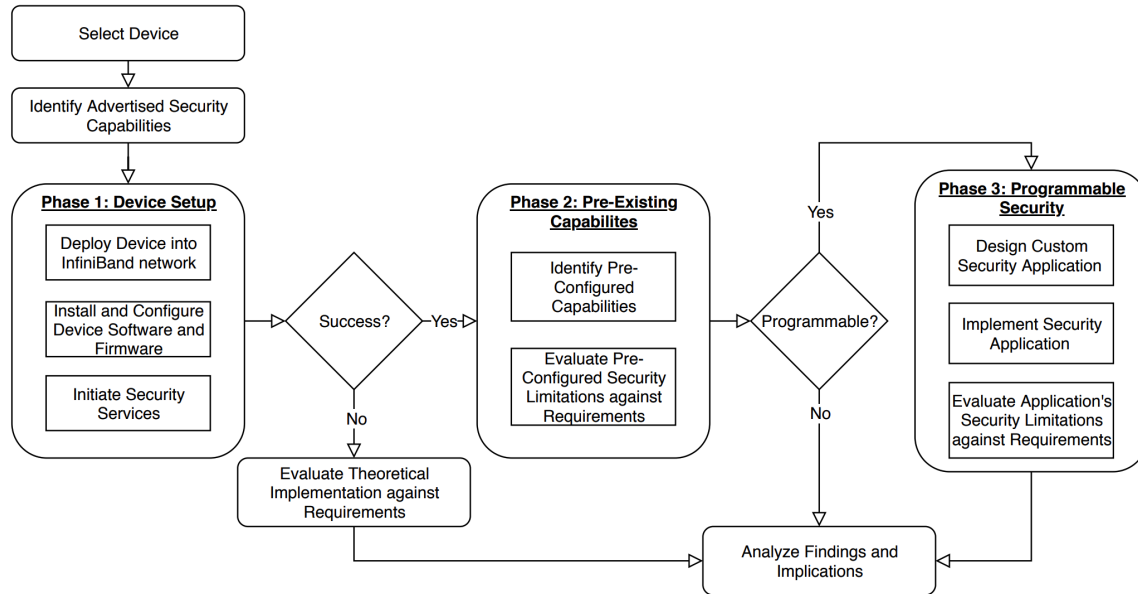 Select Device
Identify Advertised Security
Capabilities
Phase 1: Device Setup
Deploy Device into
InfiniBand network
Install and Configure
Device Software and
Firmware
Initiate Security
Services
Success?
Yes
No
Evaluate Theoretical
Implementation against
Requirements
Phase 2: Pre-Existing
Capabilites
Identify Pre-
Configured
Capabilities
Evaluate Pre-
Configured Security
Limitations against
Requirements
Programmable?
Yes
No
Phase 3: Programmable
Security
Design Custom
Security Application
Implement Security
Application
Evaluate Application's
Security Limitations
against Requirements
Analyze Findings and
Implications